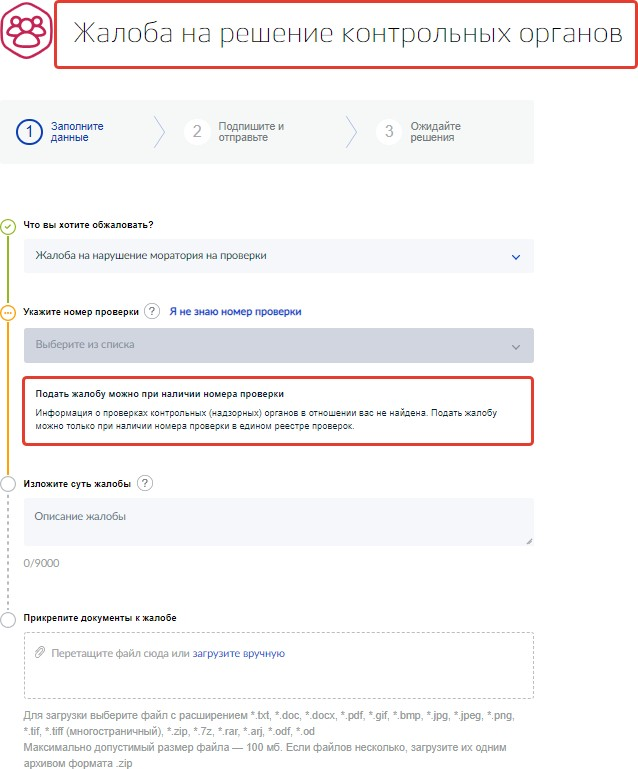 Жалоба на решение контрольных органов
1 Заполните
данные
2 Подпишите и
отправьте
3 Ожидайте
решения
Что вы хотите обжаловать?
Жалоба на нарушение моратория на проверки
Укажите номер проверки ? Я не знаю номер проверки
Выберите из списка
Подать жалобу можно при наличии номера проверки
Информация о проверках контрольных (надзорных) органов в отношении вас не найдена. Подать жалобу
можно только при наличии номера проверки в едином реестре проверок.
Изложите суть жалобы ?
Описание жалобы
0/9000
Прикрепите документы к жалобе
Перетащите файл сюда или загрузите вручную
Для загрузки выберите файл с расширением *.txt, *.doc, *.docx, *.pdf, *.gif, *.bmp, *.jpg, *.jpeg, *.png,
*.tif, *.tiff (многостраничный), *.zip, *.7z, *.rar, *.arj, *.odf, *.od
Максимально допустимый размер файла — 100 мб. Если файлов несколько, загрузите их одним
архивом формата .zip